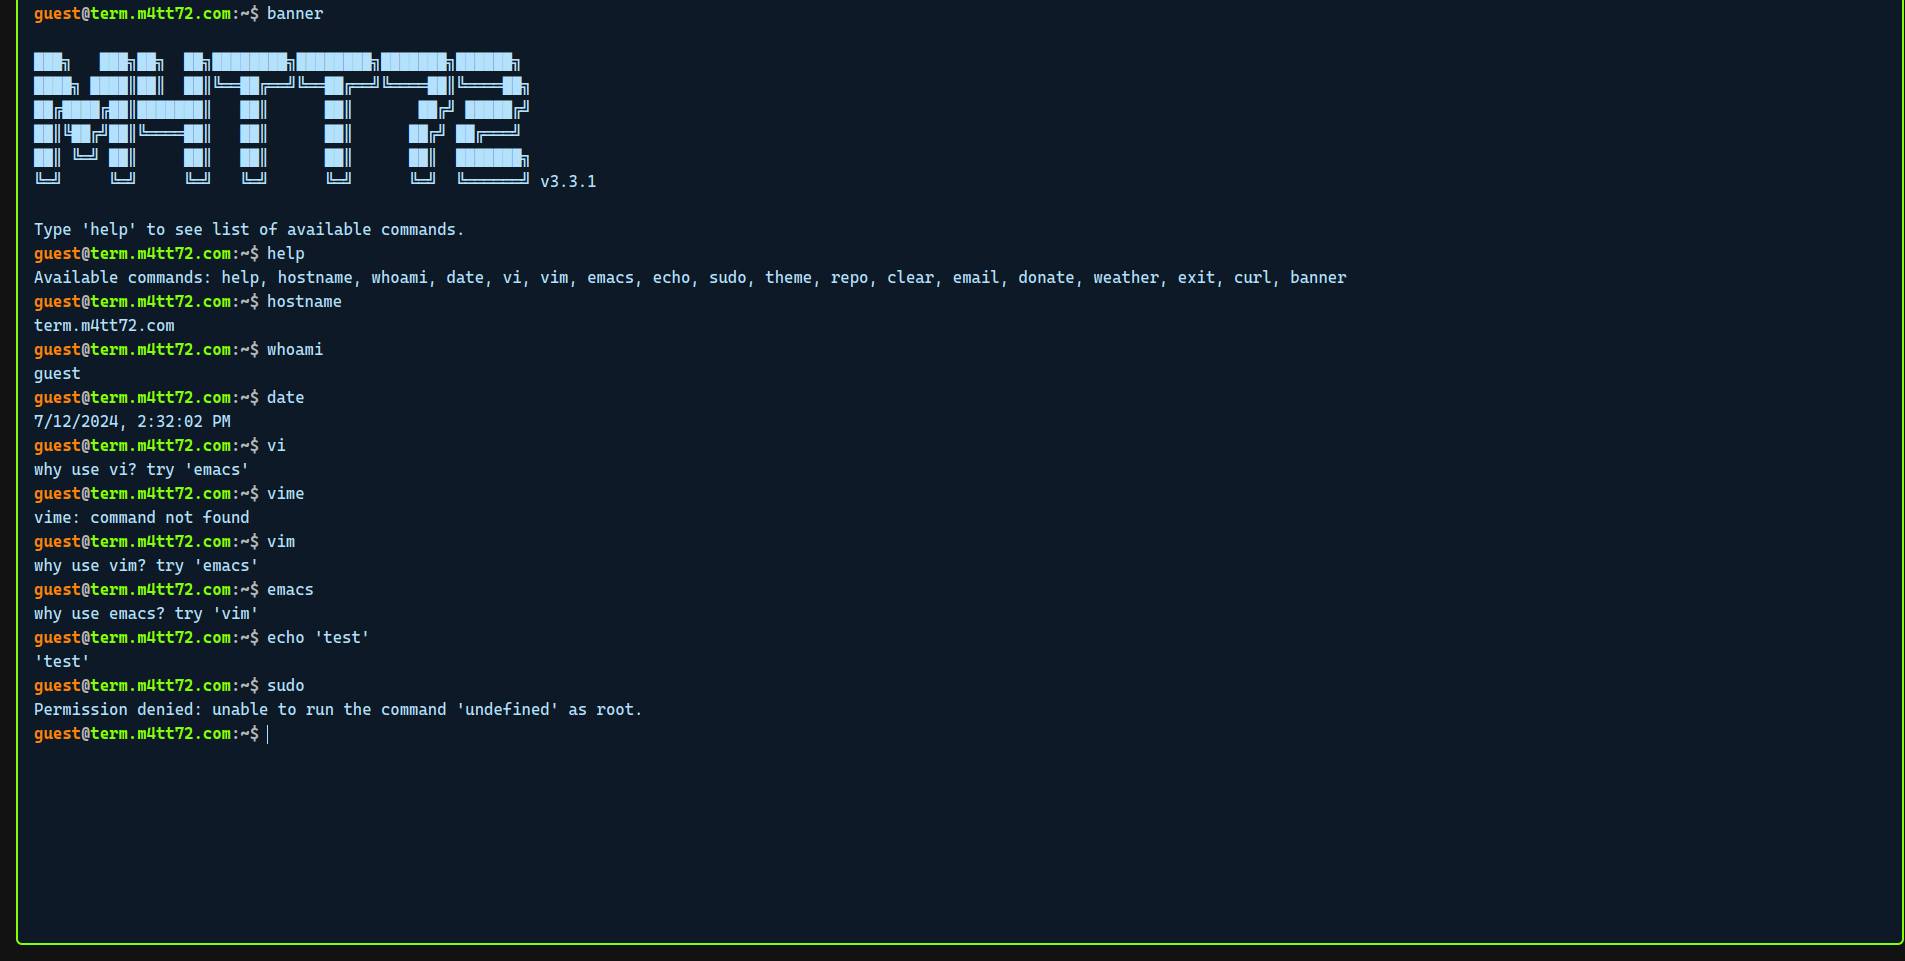 guest@term.m4tt72.com:~$ banner
███╗   ███╗██╗  ██╗████████╗████████╗███████╗██████╗
████╗ ████║██║  ██║╚══██╔══╝╚══██╔══╝╚════██║╚════██╗
██╔████╔██║███████║   ██║      ██║       ██╔╝ █████╔╝
██║╚██╔╝██║╚════██║   ██║      ██║      ██╔╝ ██╔═══╝
██║ ╚═╝ ██║     ██║   ██║      ██║      ██║  ███████╗
╚═╝     ╚═╝     ╚═╝   ╚═╝      ╚═╝      ╚═╝  ╚══════╝ v3.3.1
Type 'help' to see list of available commands.
guest@term.m4tt72.com:~$ help
Available commands: help, hostname, whoami, date, vi, vim, emacs, echo, sudo, theme, repo, clear, email, donate, weather, exit, curl, banner
guest@term.m4tt72.com:~$ hostname
term.m4tt72.com
guest@term.m4tt72.com:~$ whoami
guest
guest@term.m4tt72.com:~$ date
7/12/2024, 2:32:02 PM
guest@term.m4tt72.com:~$ vi
why use vi? try 'emacs'
guest@term.m4tt72.com:~$ vime
vime: command not found
guest@term.m4tt72.com:~$ vim
why use vim? try 'emacs'
guest@term.m4tt72.com:~$ emacs
why use emacs? try 'vim'
guest@term.m4tt72.com:~$ echo 'test'
'test'
guest@term.m4tt72.com:~$ sudo
Permission denied: unable to run the command 'undefined' as root.
guest@term.m4tt72.com:~$